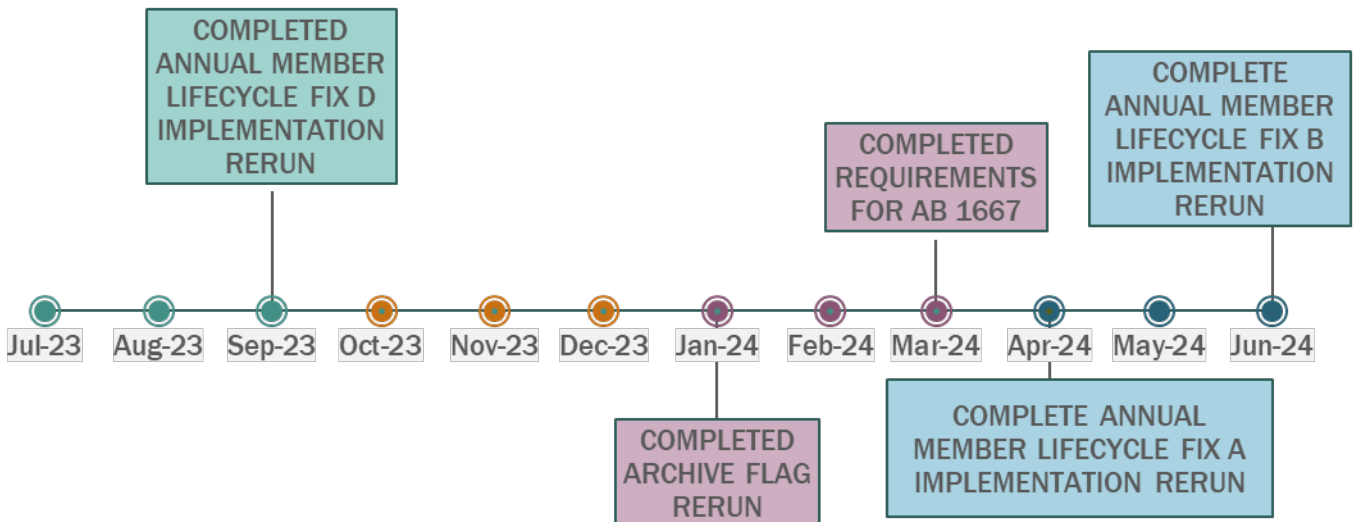 COMPLETED
ANNUAL MEMBER
LIFECYCLE FIX D
IMPLEMENTATION
RERUN
COMPLETED
REQUIREMENTS
FOR AB 1667
COMPLETE
ANNUAL MEMBER
LIFECYCLE FIX B
IMPLEMENTATION
RERUN
Jul-23 Aug-23 Sep-23 Oct-23 Nov-23 Dec-23 Jan-24 Feb-24 Mar-24 Apr-24 May-24 Jun-24
COMPLETED
ARCHIVE FLAG
RERUN
COMPLETE ANNUAL
MEMBER LIFECYCLE FIX A
IMPLEMENTATION RERUN